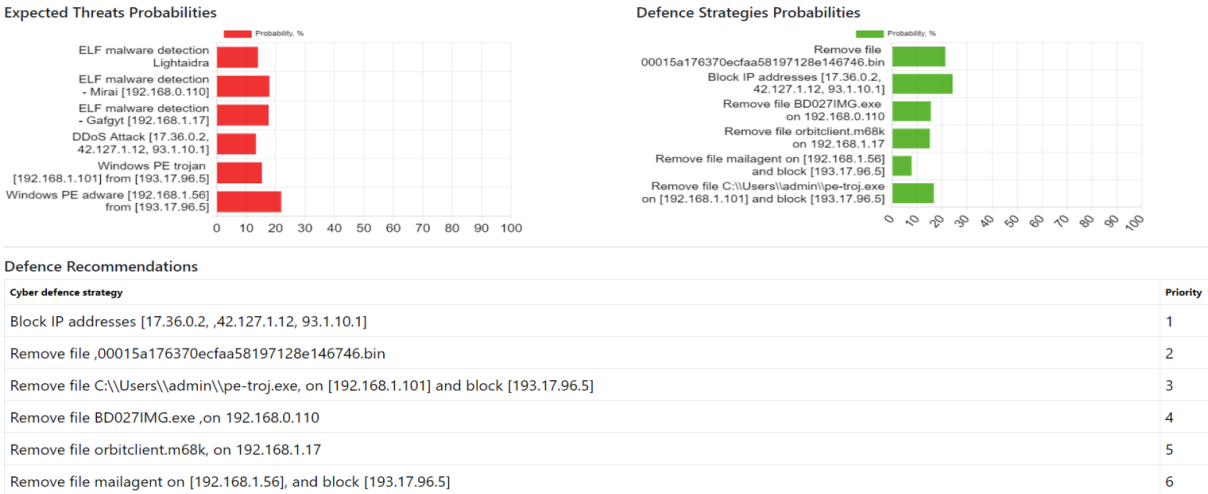 Expected Threats Probabilities
Probability, %
ELF malware detection
Lightaidra
ELF malware detection
- Mirai [192.168.0.110]
ELF malware detection
- Gafgyt [192.168.1.17]
DDoS Attack [17.36.0.2,
42.127.1.12, 93.1.10.1]
Windows PE trojan
[192.168.1.101] from [93.17.96.5]
Windows PE adware [192.168.1.56]
from [193.17.96.5]
0 10 20 30 40 50 60 70 80 90 100
Defence Strategies Probabilities
Probability, %
Remove file
00015a176370ecfaa58197128e146746.bin
Block IP addresses [17.36.0.2,
42.127.1.12, 93.1.10.1]
Remove file BD027IMG.exe
on 192.168.0.110
Remove file orbitclient.m68k
on 192.168.1.17
Remove file mailagent on [192.168.1.56]
and block [193.17.96.5]
Remove file C:\\Users\\admin\\pe-troj.exe
on [192.168.1.101] and block [193.17.96.5]
0 10 20 30 40 50 60 70 80 90 100
Defence Recommendations
Cyber defence strategy Priority
Block IP addresses [17.36.0.2, ,42.127.1.12, 93.1.10.1] 1
Remove file ,00015a176370ecfaa58197128e146746.bin 2
Remove file C:\\Users\\admin\\pe-troj.exe, on [192.168.1.101] and block [193.17.96.5] 3
Remove file BD027IMG.exe ,on 192.168.0.110 4
Remove file orbitclient.m68k, on 192.168.1.17 5
Remove file mailagent on [192.168.1.56], and block [193.17.96.5] 6